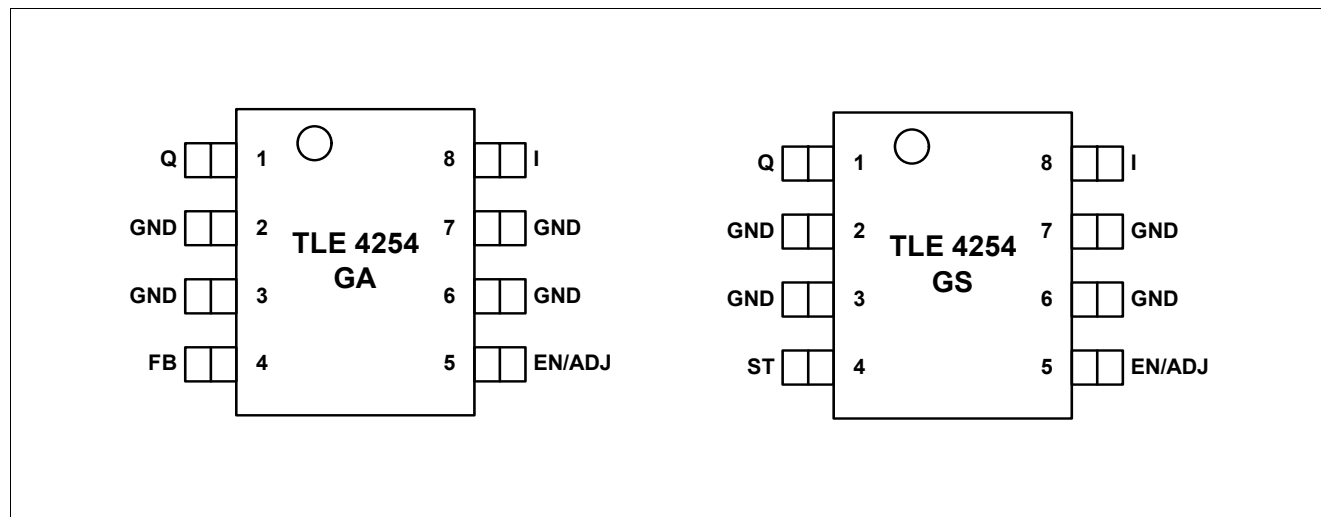 Q 1 8 I
GND 2 7 GND
TLE 4254
GA
GND 3 6 GND
FB 4 5 EN/ADJ
Q 1 8 I
GND 2 7 GND
TLE 4254
GS
GND 3 6 GND
ST 4 5 EN/ADJ